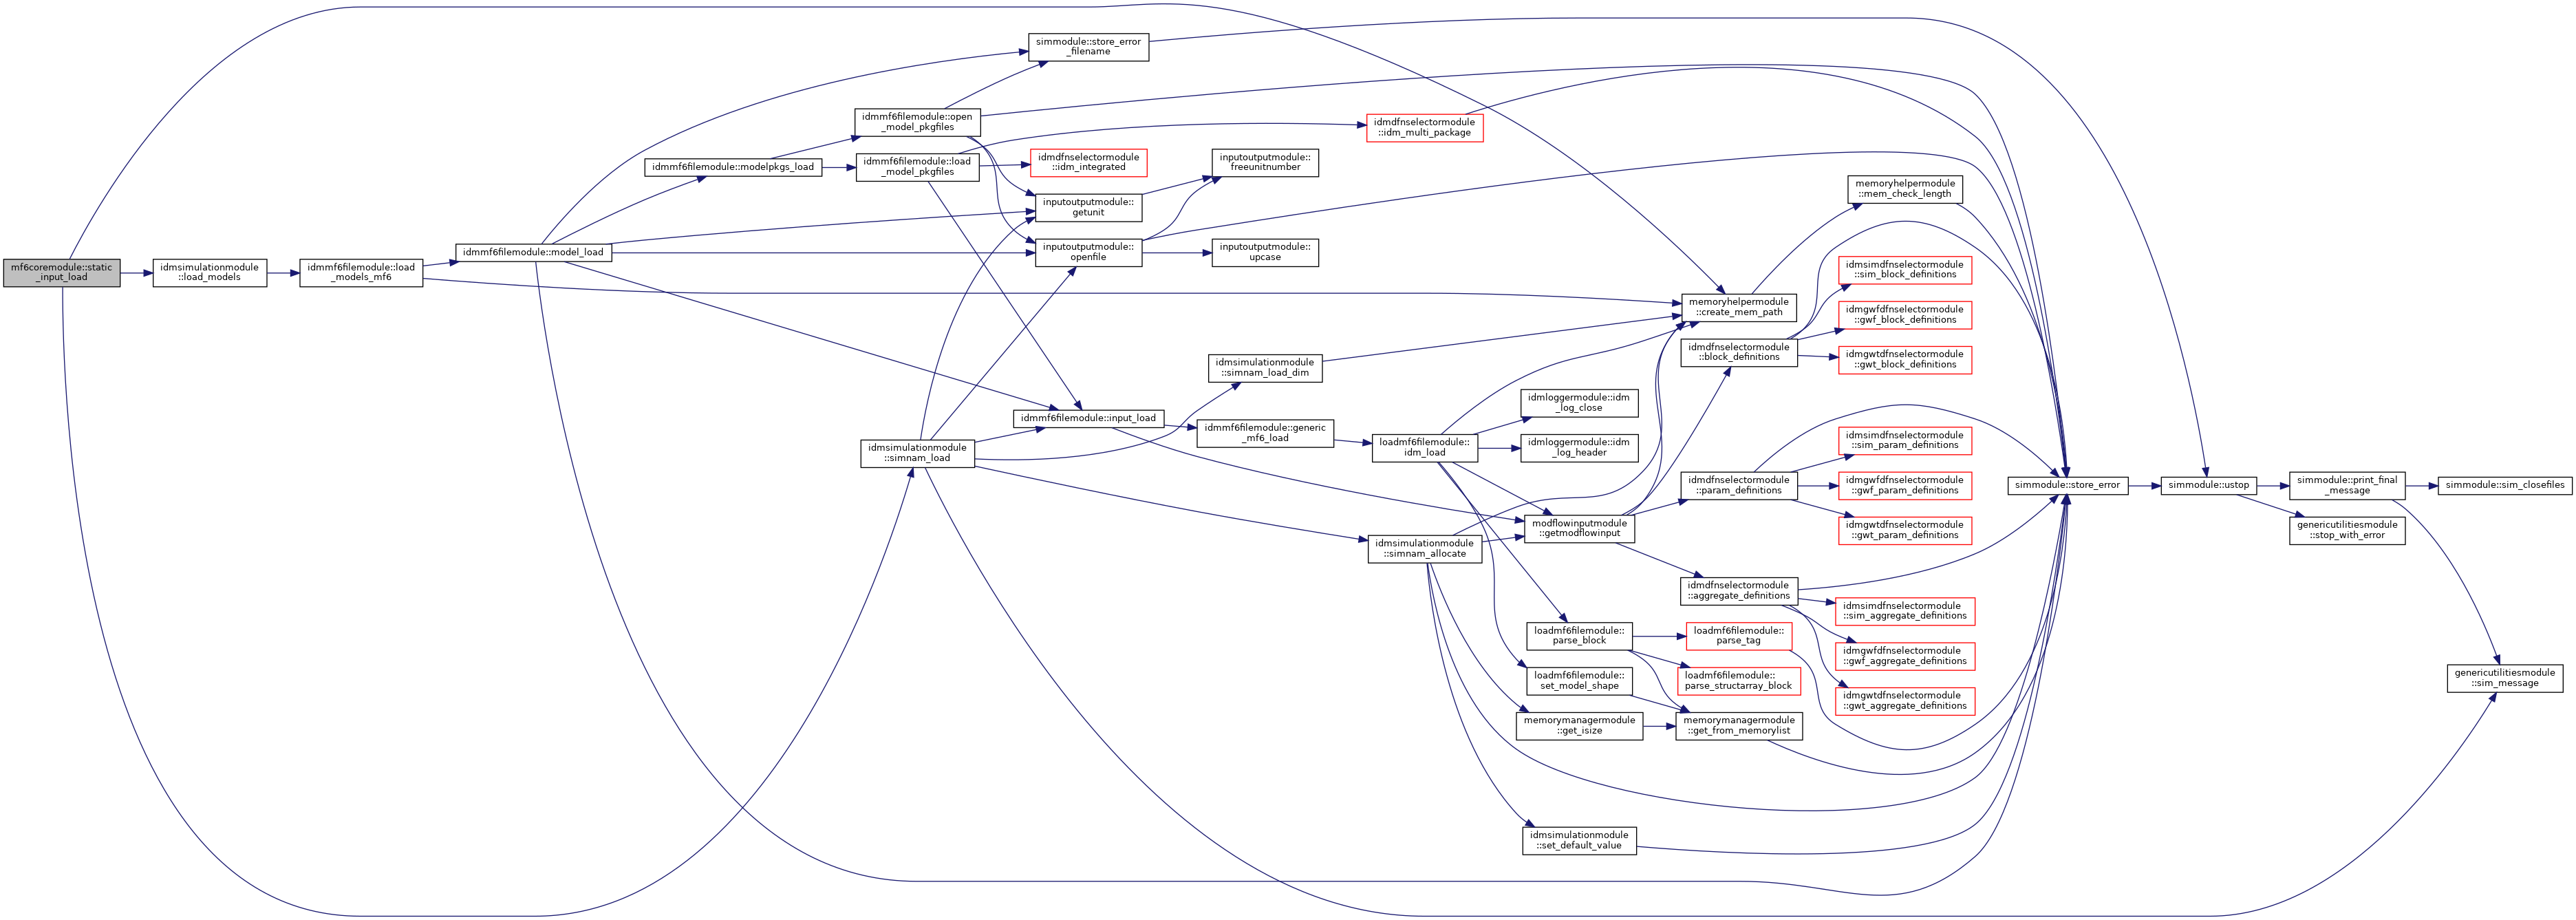 mf6coremodule::static
_input_load
idmsimulationmodule
::load_models
idmmf6filemodule::load
_models_mf6
idmmf6filemodule::model_load
idmmf6filemodule::modelpkgs_load
idmmf6filemodule::open
_model_pkgfiles
idmmf6filemodule::load
_model_pkgfiles
idmsimulationmodule
::simnam_load
simmodule::store_error
_filename
idmdfnselectormodule
::idm_integrated
inputoutputmodule::
getunit
inputoutputmodule::
openfile
idmmf6filemodule::input_load
inputoutputmodule::
freeunitnumber
inputoutputmodule::
upcase
idmsimulationmodule
::simnam_load_dim
idmmf6filemodule::generic
_mf6_load
idmdfnselectormodule
::idm_multi_package
loadmf6filemodule::
idm_load
idmsimulationmodule
::simnam_allocate
idmloggermodule::idm
_log_close
idmloggermodule::idm
_log_header
modflowinputmodule
::getmodflowinput
loadmf6filemodule::
parse_block
loadmf6filemodule::
set_model_shape
memorymanagermodule
::get_isize
idmsimulationmodule
::set_default_value
memoryhelpermodule
::create_mem_path
idmdfnselectormodule
::block_definitions
idmdfnselectormodule
::param_definitions
idmdfnselectormodule
::aggregate_definitions
loadmf6filemodule::
parse_tag
loadmf6filemodule::
parse_structarray_block
memorymanagermodule
::get_from_memorylist
memoryhelpermodule
::mem_check_length
idmsimdfnselectormodule
::sim_block_definitions
idmgwfdfnselectormodule
::gwf_block_definitions
idmgwtdfnselectormodule
::gwt_block_definitions
idmsimdfnselectormodule
::sim_param_definitions
idmgwfdfnselectormodule
::gwf_param_definitions
idmgwtdfnselectormodule
::gwt_param_definitions
idmsimdfnselectormodule
::sim_aggregate_definitions
idmgwfdfnselectormodule
::gwf_aggregate_definitions
idmgwtdfnselectormodule
::gwt_aggregate_definitions
simmodule::store_error
simmodule::ustop
simmodule::print_final
_message
genericutilitiesmodule
::stop_with_error
simmodule::sim_closefiles
genericutilitiesmodule
::sim_message